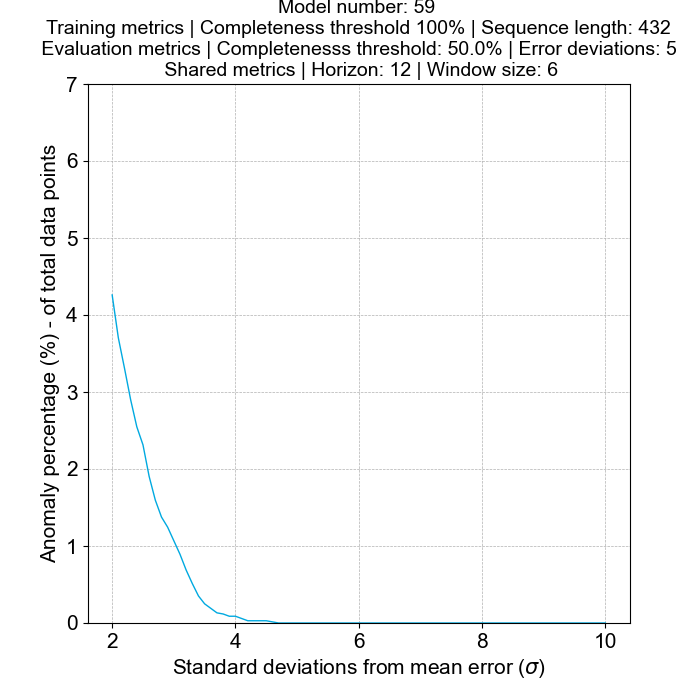 Model number: 59
Training metrics | Completeness threshold 100% | Sequence length: 432
Evaluation metrics | Completenesss threshold: 50.0% | Error deviations: 5
Shared metrics | Horizon: 12 | Window size: 6
7
6
5
4
3
2
1
0
Anomaly percentage (%) - of total data points
2 4 6 8 10
Standard deviations from mean error (σ)